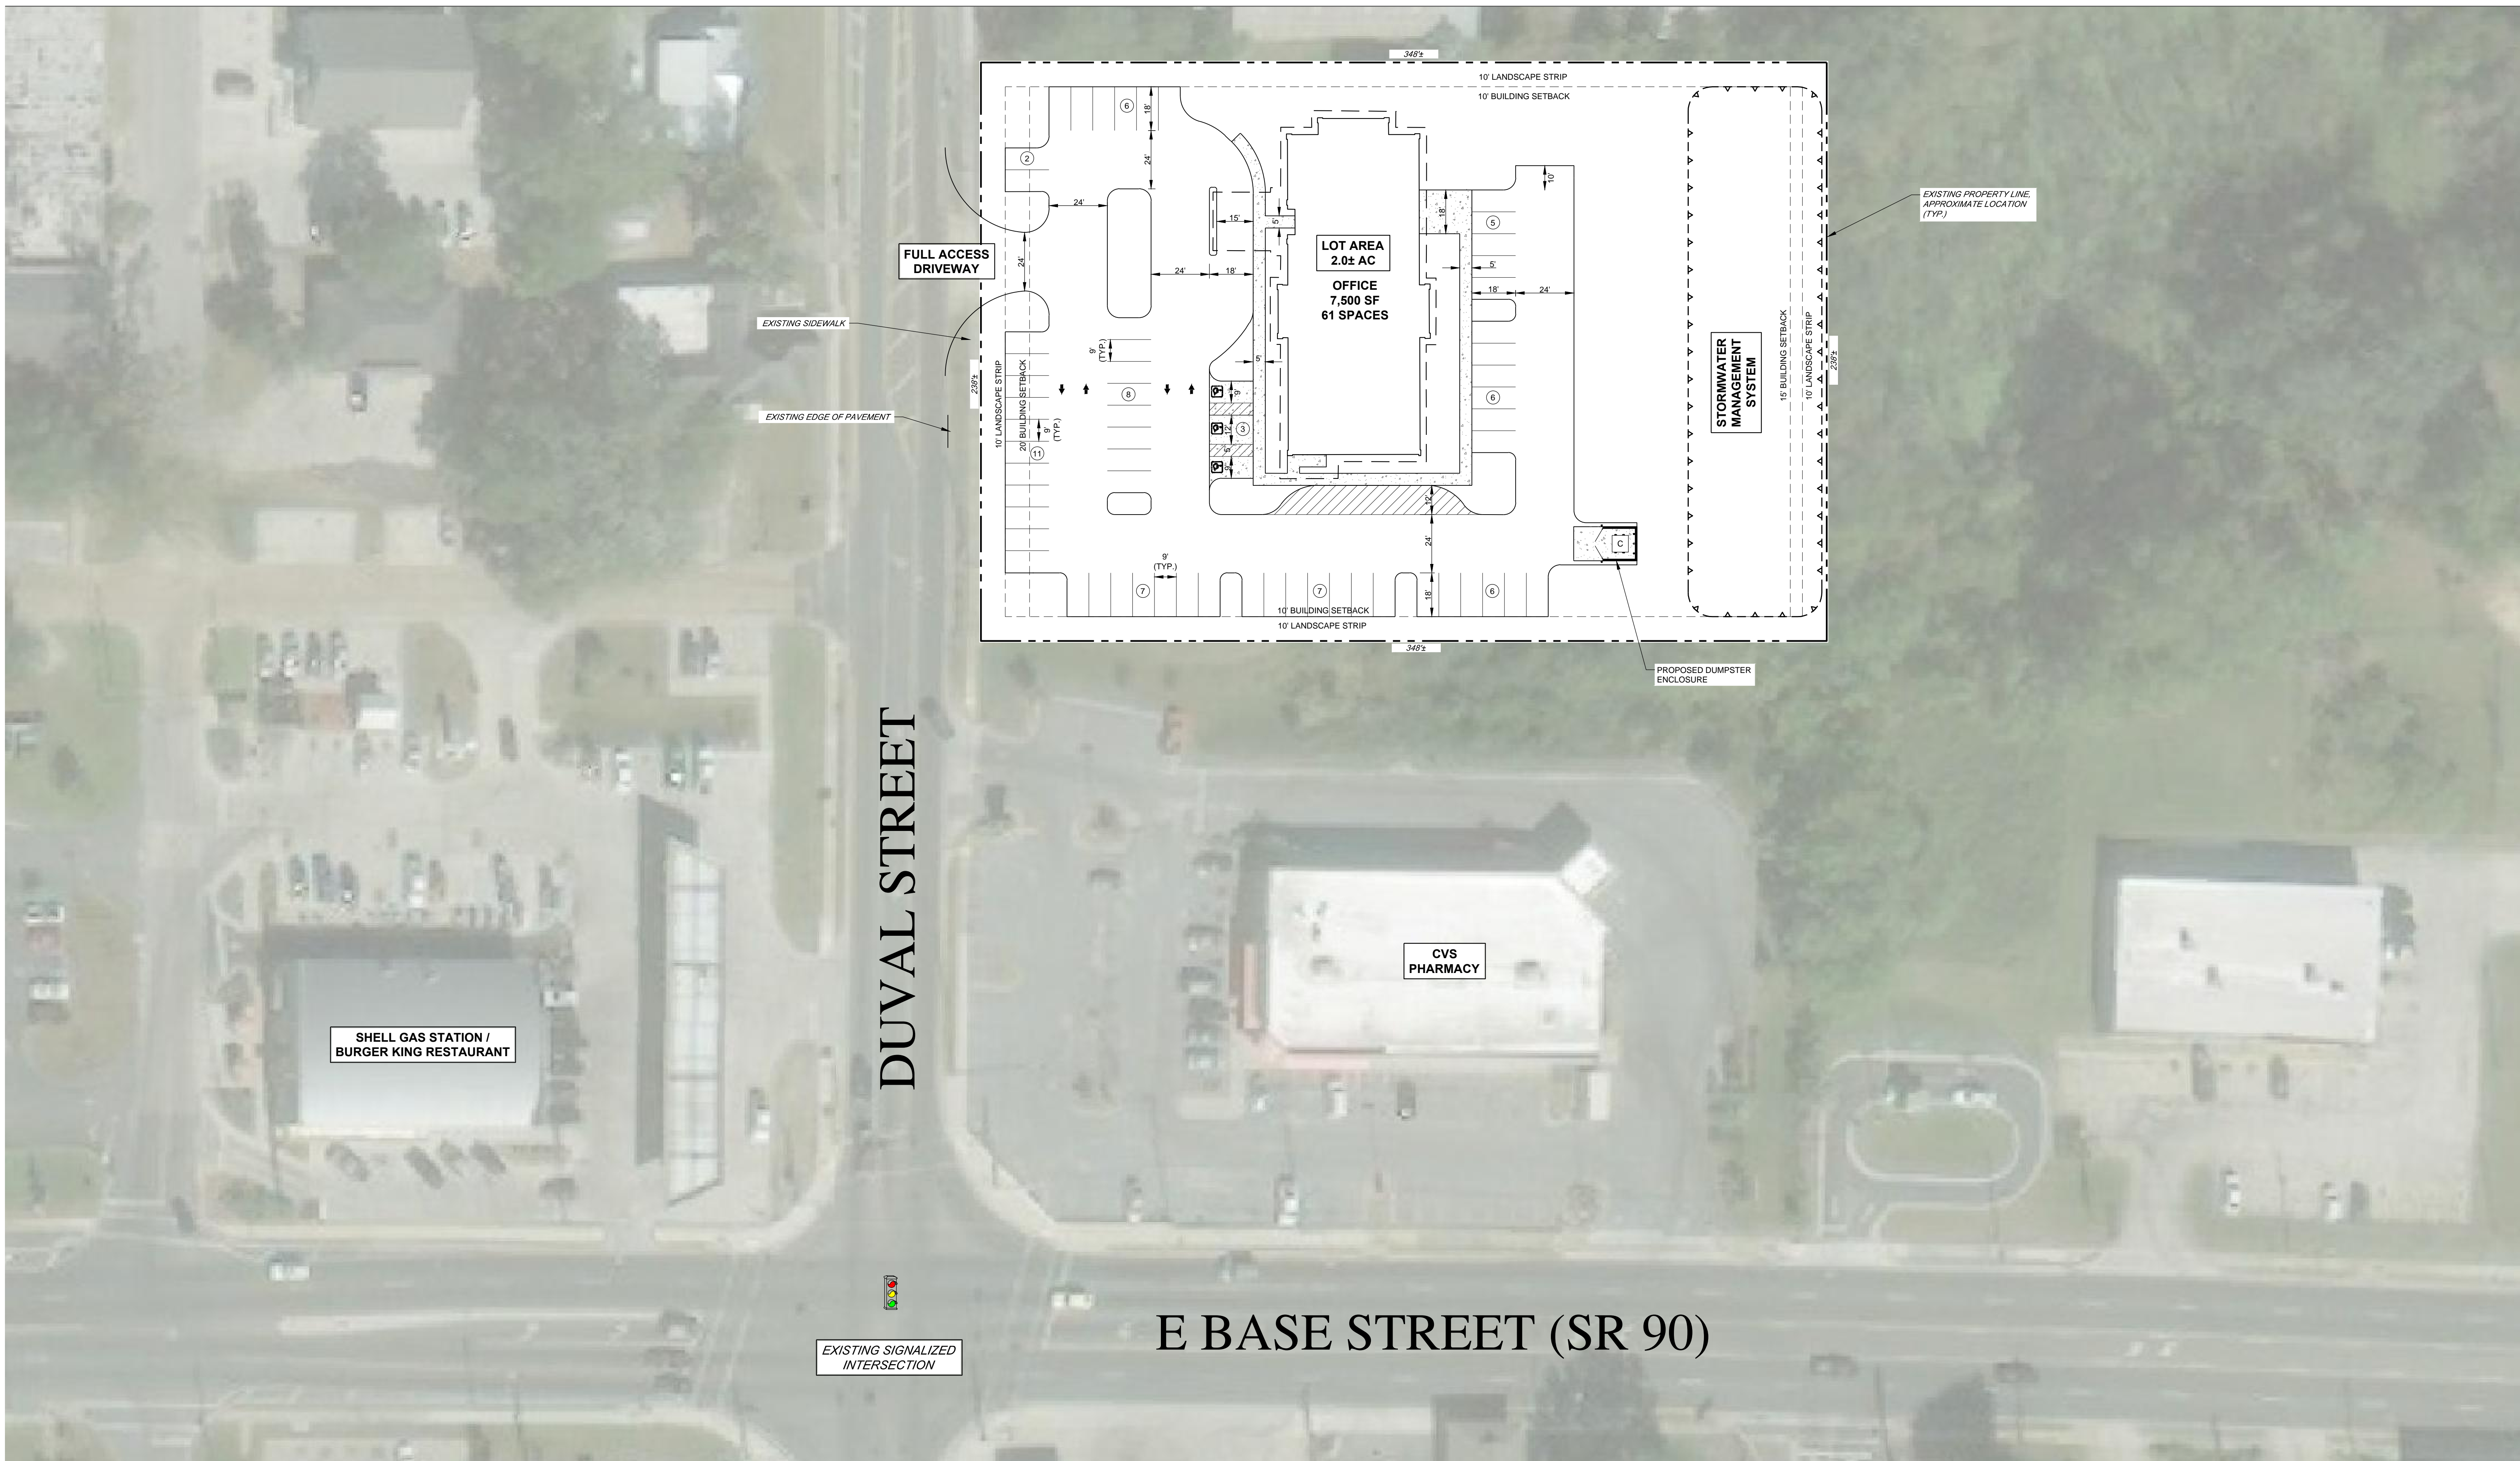 348'±
10' LANDSCAPE STRIP
10' BUILDING SETBACK
6
18'
2
24'
24'
15'
5'
18'
10'
5
EXISTING PROPERTY LINE,
APPROXIMATE LOCATION
(TYP.)
FULL ACCESS
DRIVEWAY
24'
24'
18'
LOT AREA
2.0± AC
OFFICE
7,500 SF
61 SPACES
5'
18'
24'
EXISTING SIDEWALK
9'
(TYP.)
5'
238'±
10' LANDSCAPE STRIP
20' BUILDING SETBACK
8
9'
12'
3
5'
9'
6
STORMWATER
MANAGEMENT
SYSTEM
15' BUILDING SETBACK
10' LANDSCAPE STRIP
238'±
EXISTING EDGE OF PAVEMENT
9'
(TYP.)
11
12'
24'
C
9'
(TYP.)
7
7
6
18'
10' BUILDING SETBACK
10' LANDSCAPE STRIP
348'±
PROPOSED DUMPSTER
ENCLOSURE
DUVAL STREET
CVS
PHARMACY
SHELL GAS STATION /
BURGER KING RESTAURANT
E BASE STREET (SR 90)
EXISTING SIGNALIZED
INTERSECTION